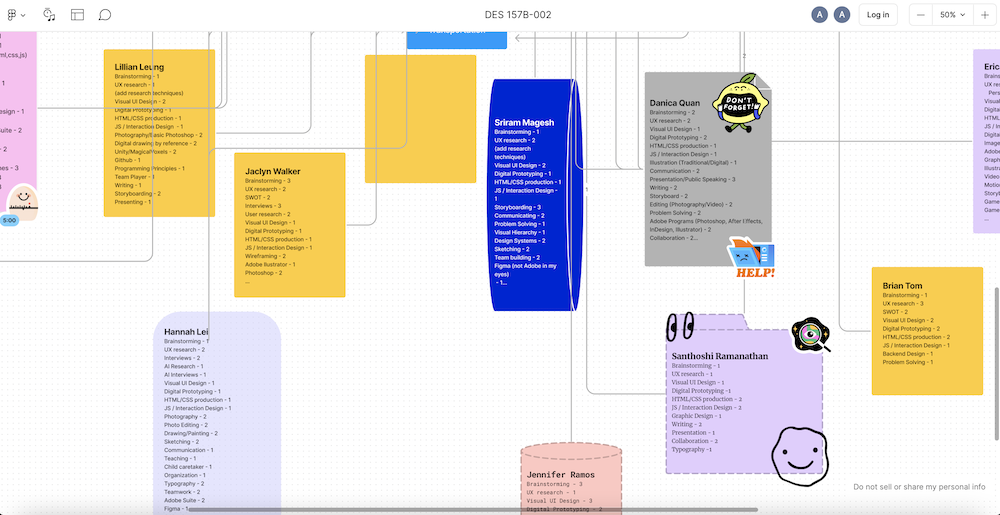 DES 157B-002
A
A
Log in
50%
Transportation
ml,css,js)
1
esign - 1
uite - 2
- 2
nes - 3
3
5:00
Lillian Leung
Brainstorming - 1
UX research - 1
(add research techniques)
Visual UI Design - 2
Digital Prototyping - 1
HTML/CSS production - 1
JS / Interaction Design - 1
Photography/Basic Photoshop - 2
Digital drawing by reference - 2
Unity/MagicaVoxels - 2
Github - 1
Programming Principles - 1
Team Player - 1
Writing - 1
Storyboarding - 2
Presenting - 1
Jaclyn Walker
Brainstorming - 3
UX research - 2
SWOT - 2
Interviews - 3
User research - 2
Visual UI Design - 1
Digital Prototyping - 1
HTML/CSS production - 1
JS / Interaction Design - 1
Wireframing - 2
Adobe Ilustrator - 1
Photoshop - 2
...
Hannah Lei
Brainstorming - 1
UX research - 2
Interviews - 2
AI Research - 1
AI Interviews - 1
Visual UI Design - 1
Digital Prototyping - 1
HTML/CSS production - 1
JS / Interaction Design - 1
Photography - 2
Photo Editing - 2
Drawing/Painting - 2
Sketching - 2
Communication - 1
Teaching - 1
Child caretaker - 1
Organization - 1
Typography - 2
Teamwork - 2
Adobe Suite - 2
Figma - 1
Sriram Magesh
Brainstorming - 1
UX research - 2
(add research
techniques)
Visual UI Design - 2
Digital Prototyping - 1
HTML/CSS production - 1
JS / Interaction Design -
1
Storyboarding - 3
Communicating - 2
Problem Solving - 1
Visual Hierarchy - 1
Design Systems - 2
Sketching - 2
Team building - 2
Figma (not Adobe in my
eyes)
- 1...
1
2
Danica Quan
Brainstorming - 2
UX research - 2
Visual UI Design - 2
Digital Prototyping - 2
HTML/CSS production - 1
JS / Interaction Design - 1
Illustration (Traditional/Digital) - 1
Communication - 2
Presentation/Public Speaking - 3
Writing - 2
Storyboard - 2
Editing (Photography/Video) - 2
Problem Solving - 2
Adobe Programs (Photoshop, After Effects,
InDesign, Illustrator) - 2
Collaboration - 2...
DON'T
FORGET!
HELP!
Santhoshi Ramanathan
Brainstorming - 1
UX research - 1
Visual UI Design - 1
Digital Prototyping -1
HTML/CSS production - 2
JS / Interaction Design - 2
Graphic Design - 1
Writing - 2
Presentation - 1
Collaboration - 2
Typography -1
Jennifer Ramos
Brainstorming - 3
UX research - 1
Visual UI Design - 3
Digital Prototyping - 2
Brian Tom
Brainstorming - 1
UX research - 3
SWOT - 2
Visual UI Design - 2
Digital Prototyping - 2
HTML/CSS production - 2
JS / Interaction Design - 1
Backend Design - 1
Problem Solving - 1
Eric
Brains
UX res
Pers
Visual
Digital
HTML/
JS / In
Graph
Image
Adobe
Graph
Illustr
Video
Motio
Game
Game
...
Do not sell or share my personal info